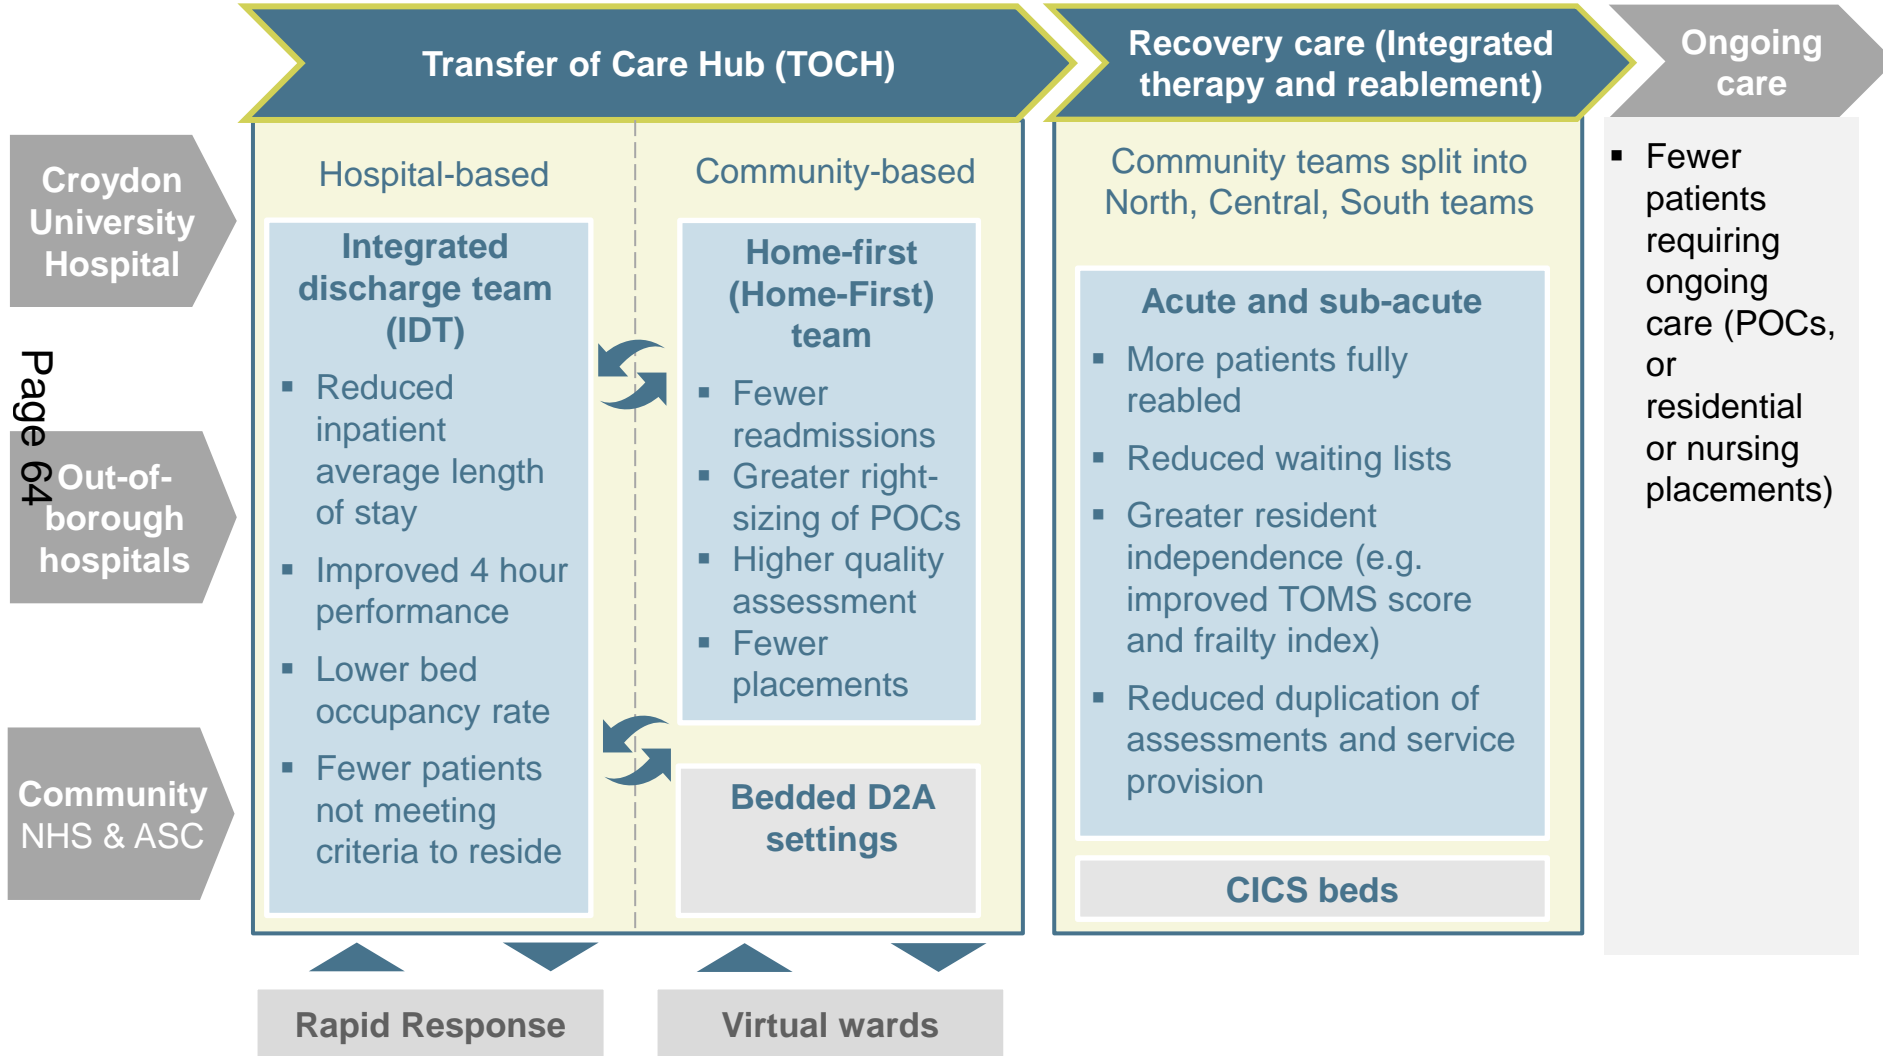 Transfer of Care Hub (TOCH)
Recovery care (Integrated
therapy and reablement)
Ongoing
care
Croydon
University
Hospital
Page 64
Out-of-
borough
hospitals
Community
NHS & ASC
Hospital-based
Integrated
discharge team
(IDT)
▪ Reduced
inpatient
average length
of stay
▪ Improved 4 hour
performance
▪ Lower bed
occupancy rate
▪ Fewer patients
not meeting
criteria to reside
Community-based
Home-first
(Home-First)
team
▪ Fewer
readmissions
▪ Greater right-
sizing of POCs
▪ Higher quality
assessment
▪ Fewer
placements
Bedded D2A
settings
Community teams split into
North, Central, South teams
Acute and sub-acute
▪ More patients fully
reabled
▪ Reduced waiting lists
▪ Greater resident
independence (e.g.
improved TOMS score
and frailty index)
▪ Reduced duplication of
assessments and service
provision
CICS beds
▪ Fewer
patients
requiring
ongoing
care (POCs,
or
residential
or nursing
placements)
Rapid Response
Virtual wards